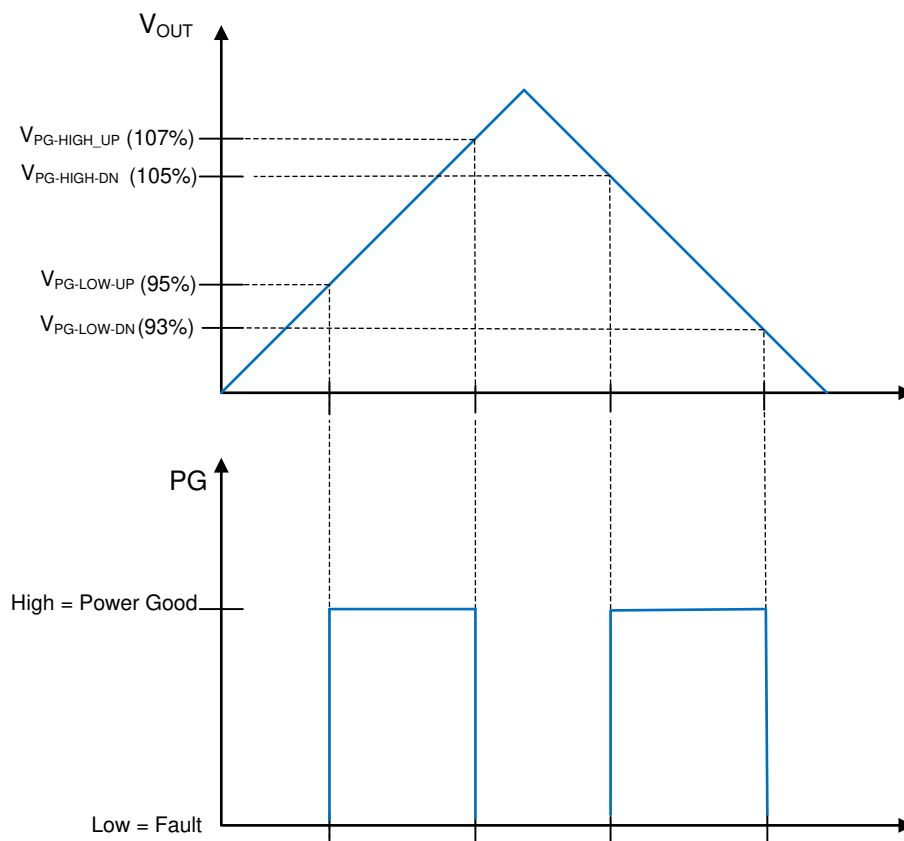 VOUT
VPG-HIGH_UP (107%)
VPG-HIGH-DN (105%)
VPG-LOW-UP (95%)
VPG-LOW-DN (93%)
PG
High = Power Good
Low = Fault